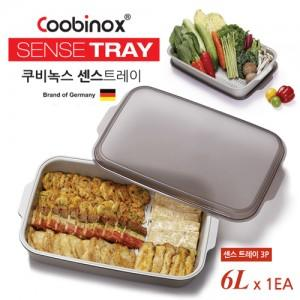 Coobinox®
SENSE TRAY
쿠비녹스 센스트레이
Brand of Germany
센스 트레이 3P
6L x 1EA